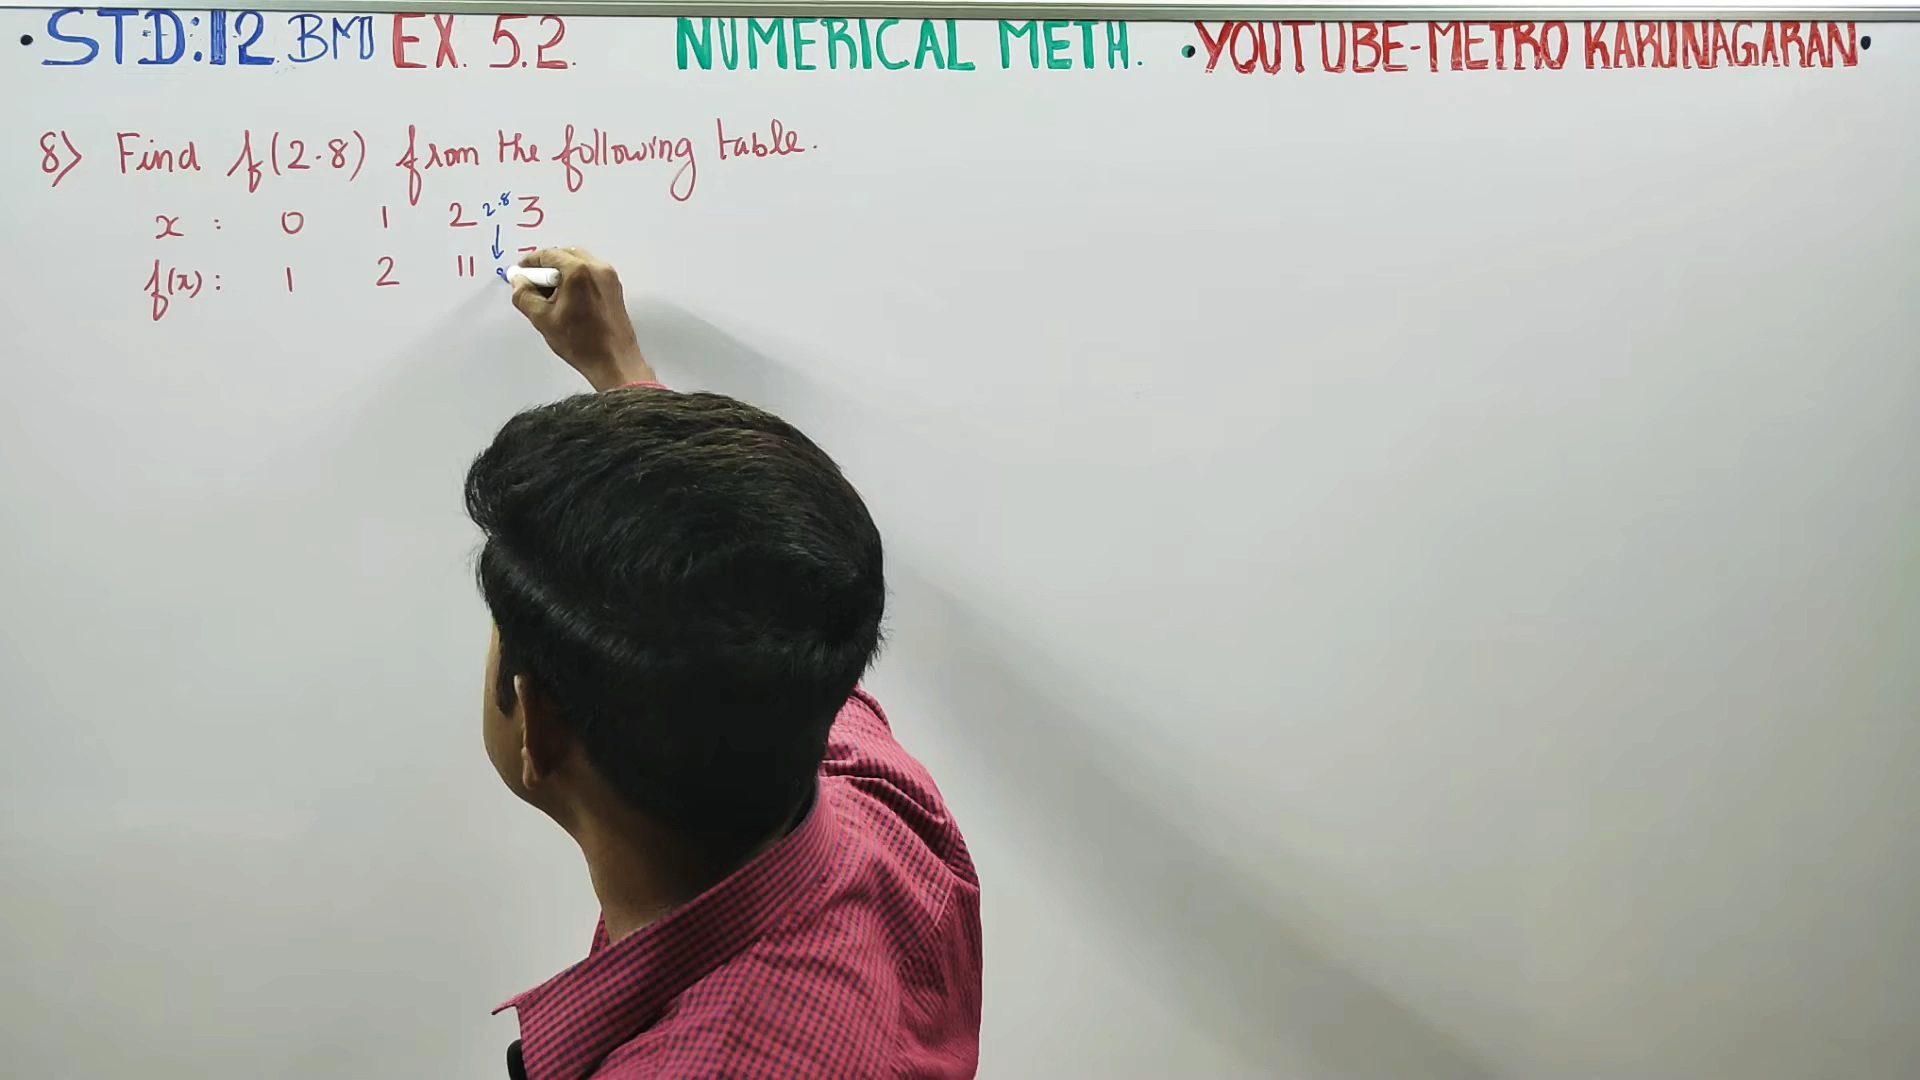 • STD:12 BM EX. 5.2. NUMERICAL METH. • YOUTUBE-METRO KARUNAGARAN •
8) Find f(2.8) from the following table.
x : 0 1 2 2.8 3
f(x) : 1 2 11